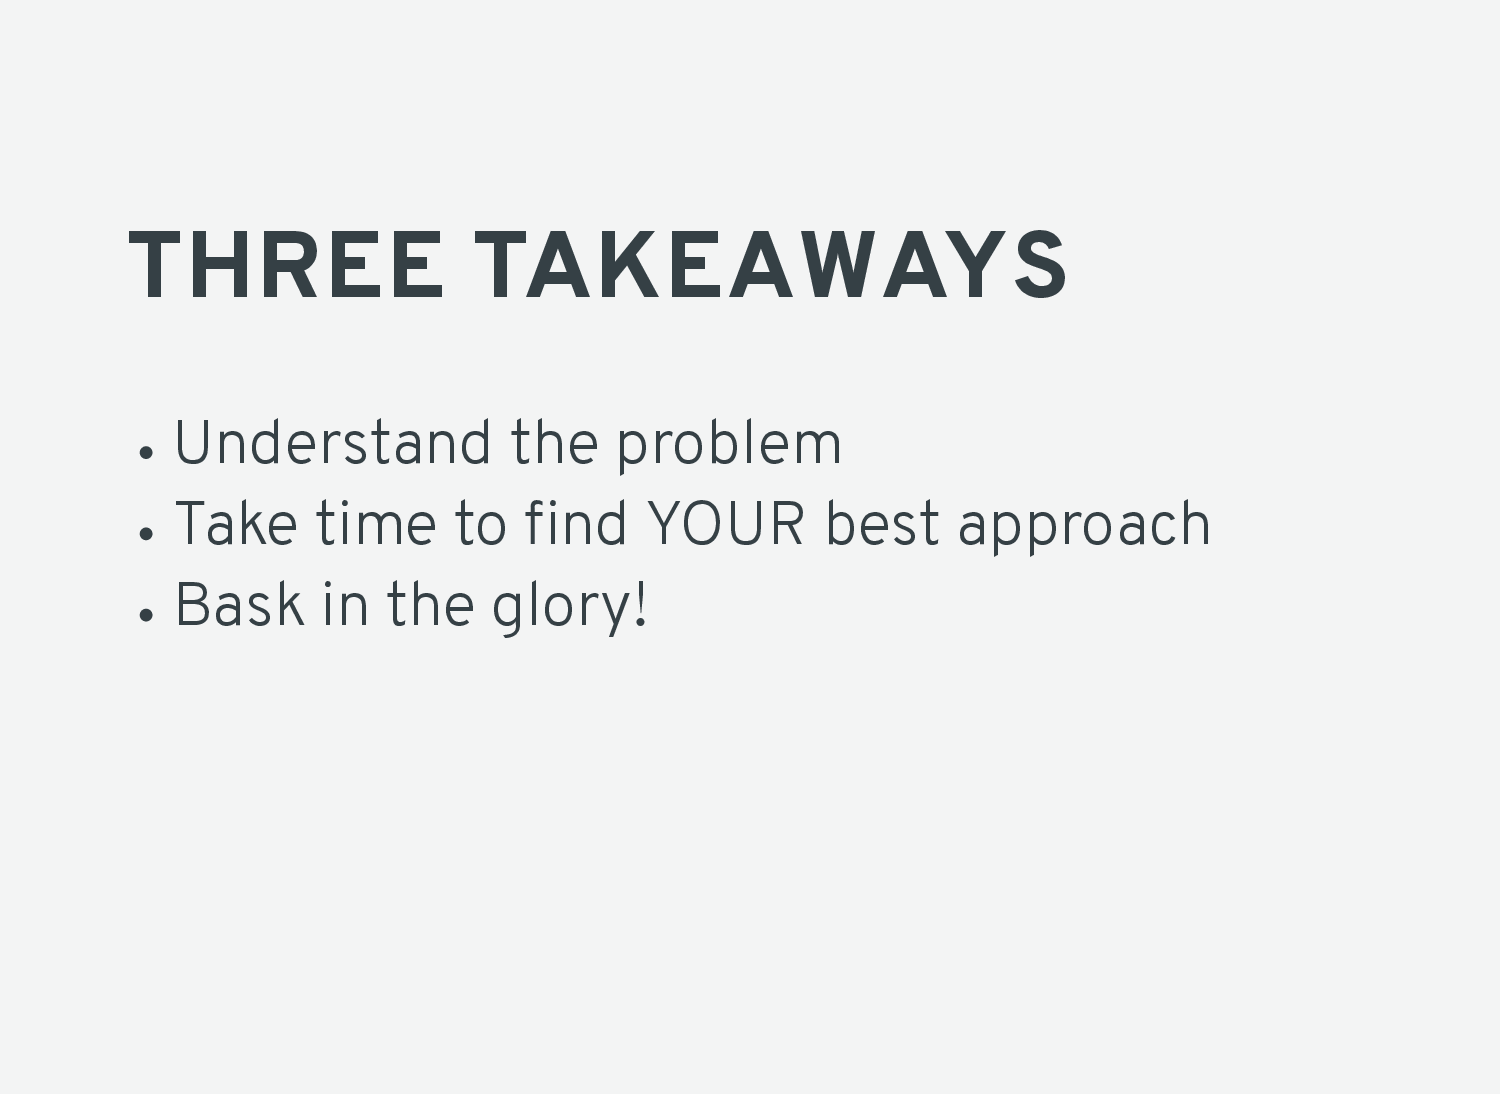 THREE TAKEAWAYS
• Understand the problem
• Take time to find YOUR best approach
• Bask in the glory!